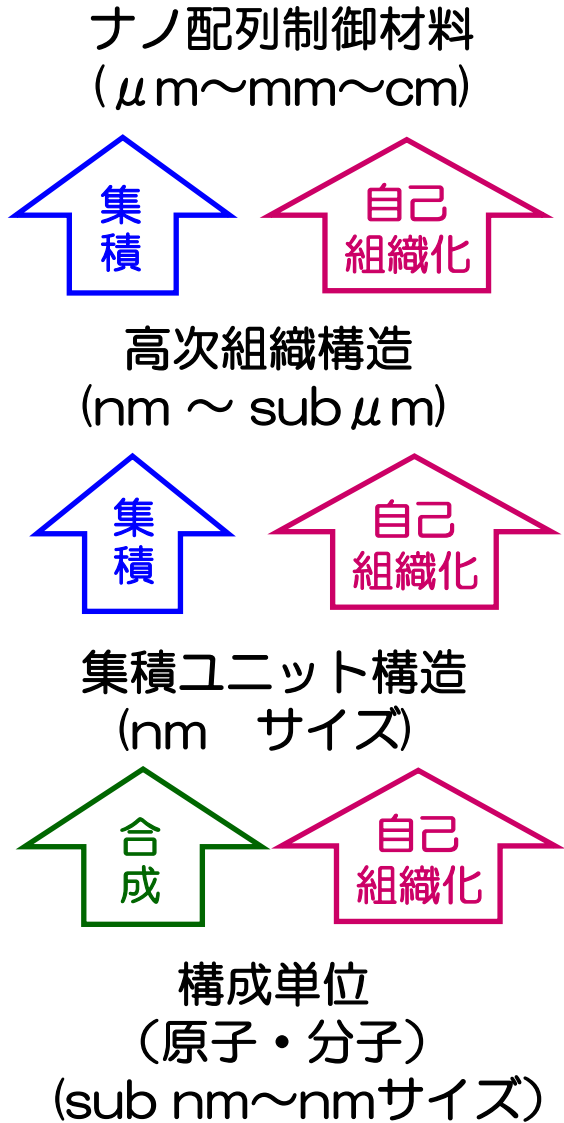 ナノ配列制御材料
(μm～mm～cm)
集積
自己組織化
高次組織構造
(nm ～ subμm)
集積
自己組織化
集積ユニット構造
(nm　サイズ)
合成
自己組織化
構成単位
（原子・分子）
(sub nm～nmサイズ）